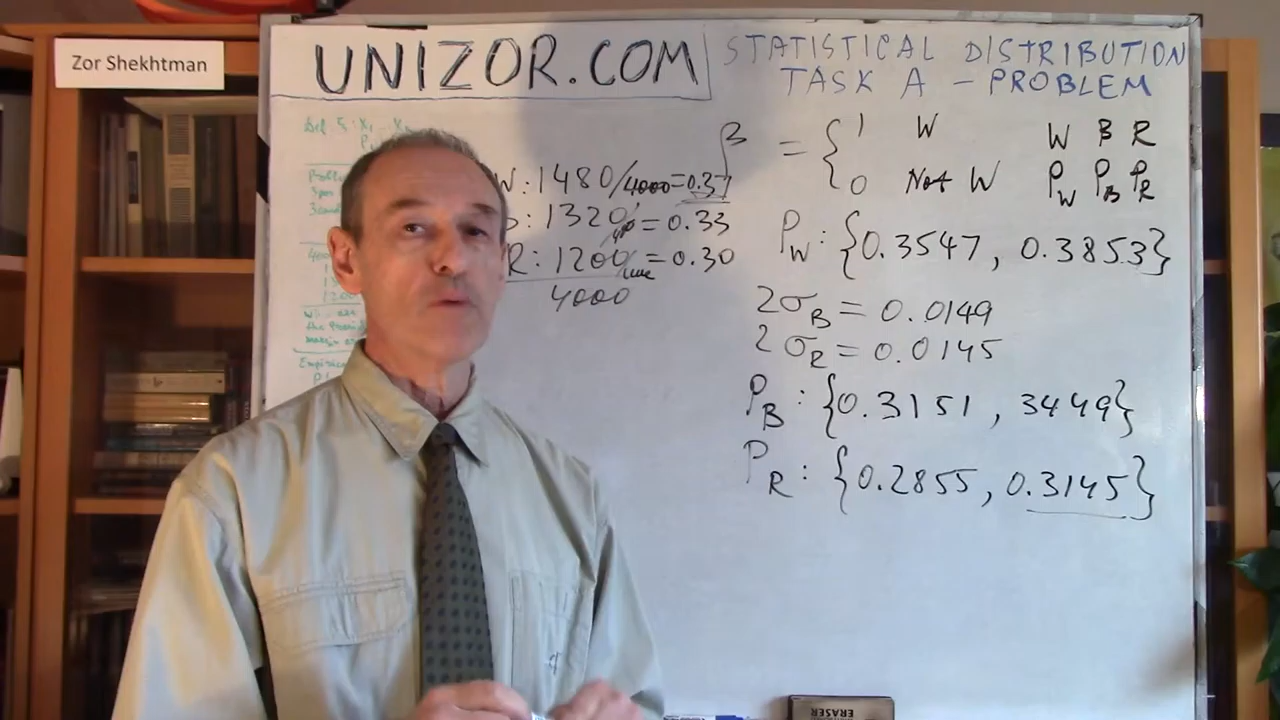 Zor Shekhtman
UNIZOR.COM
STATISTICAL DISTRIBUTION
TASK A - PROBLEM
W: 1480/4000 = 0.37
: 1320/ = 0.33
R: 1200/ = 0.30
4000
β = { 1 W
0 Not W
W B R
P_W P_B P_R
P_W : {0.3547, 0.3853}
2σ_B = 0.0149
2σ_R = 0.0145
P_B : {0.3151, 3449}
P_R : {0.2855, 0.3145}
ERASER